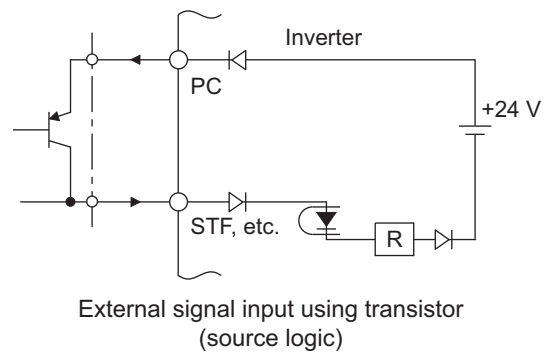 Inverter
PC
+24 V
STF, etc.
R
External signal input using transistor
(source logic)